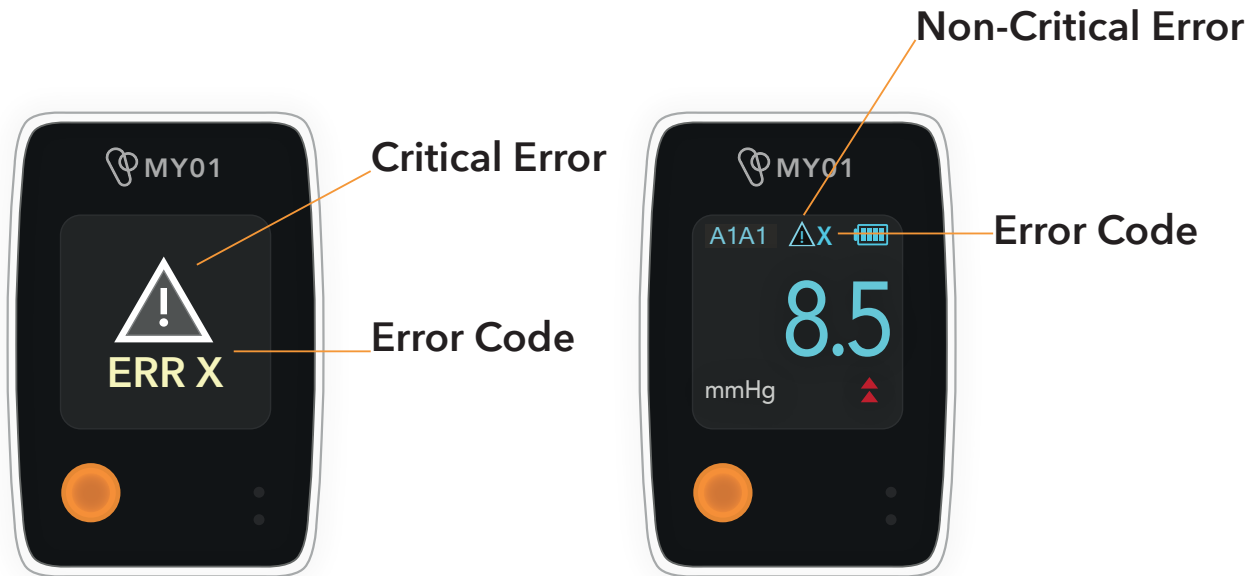 Non-Critical Error
MY01
Critical Error
ERR X
Error Code
MY01
A1A1 X
Error Code
8.5
mmHg